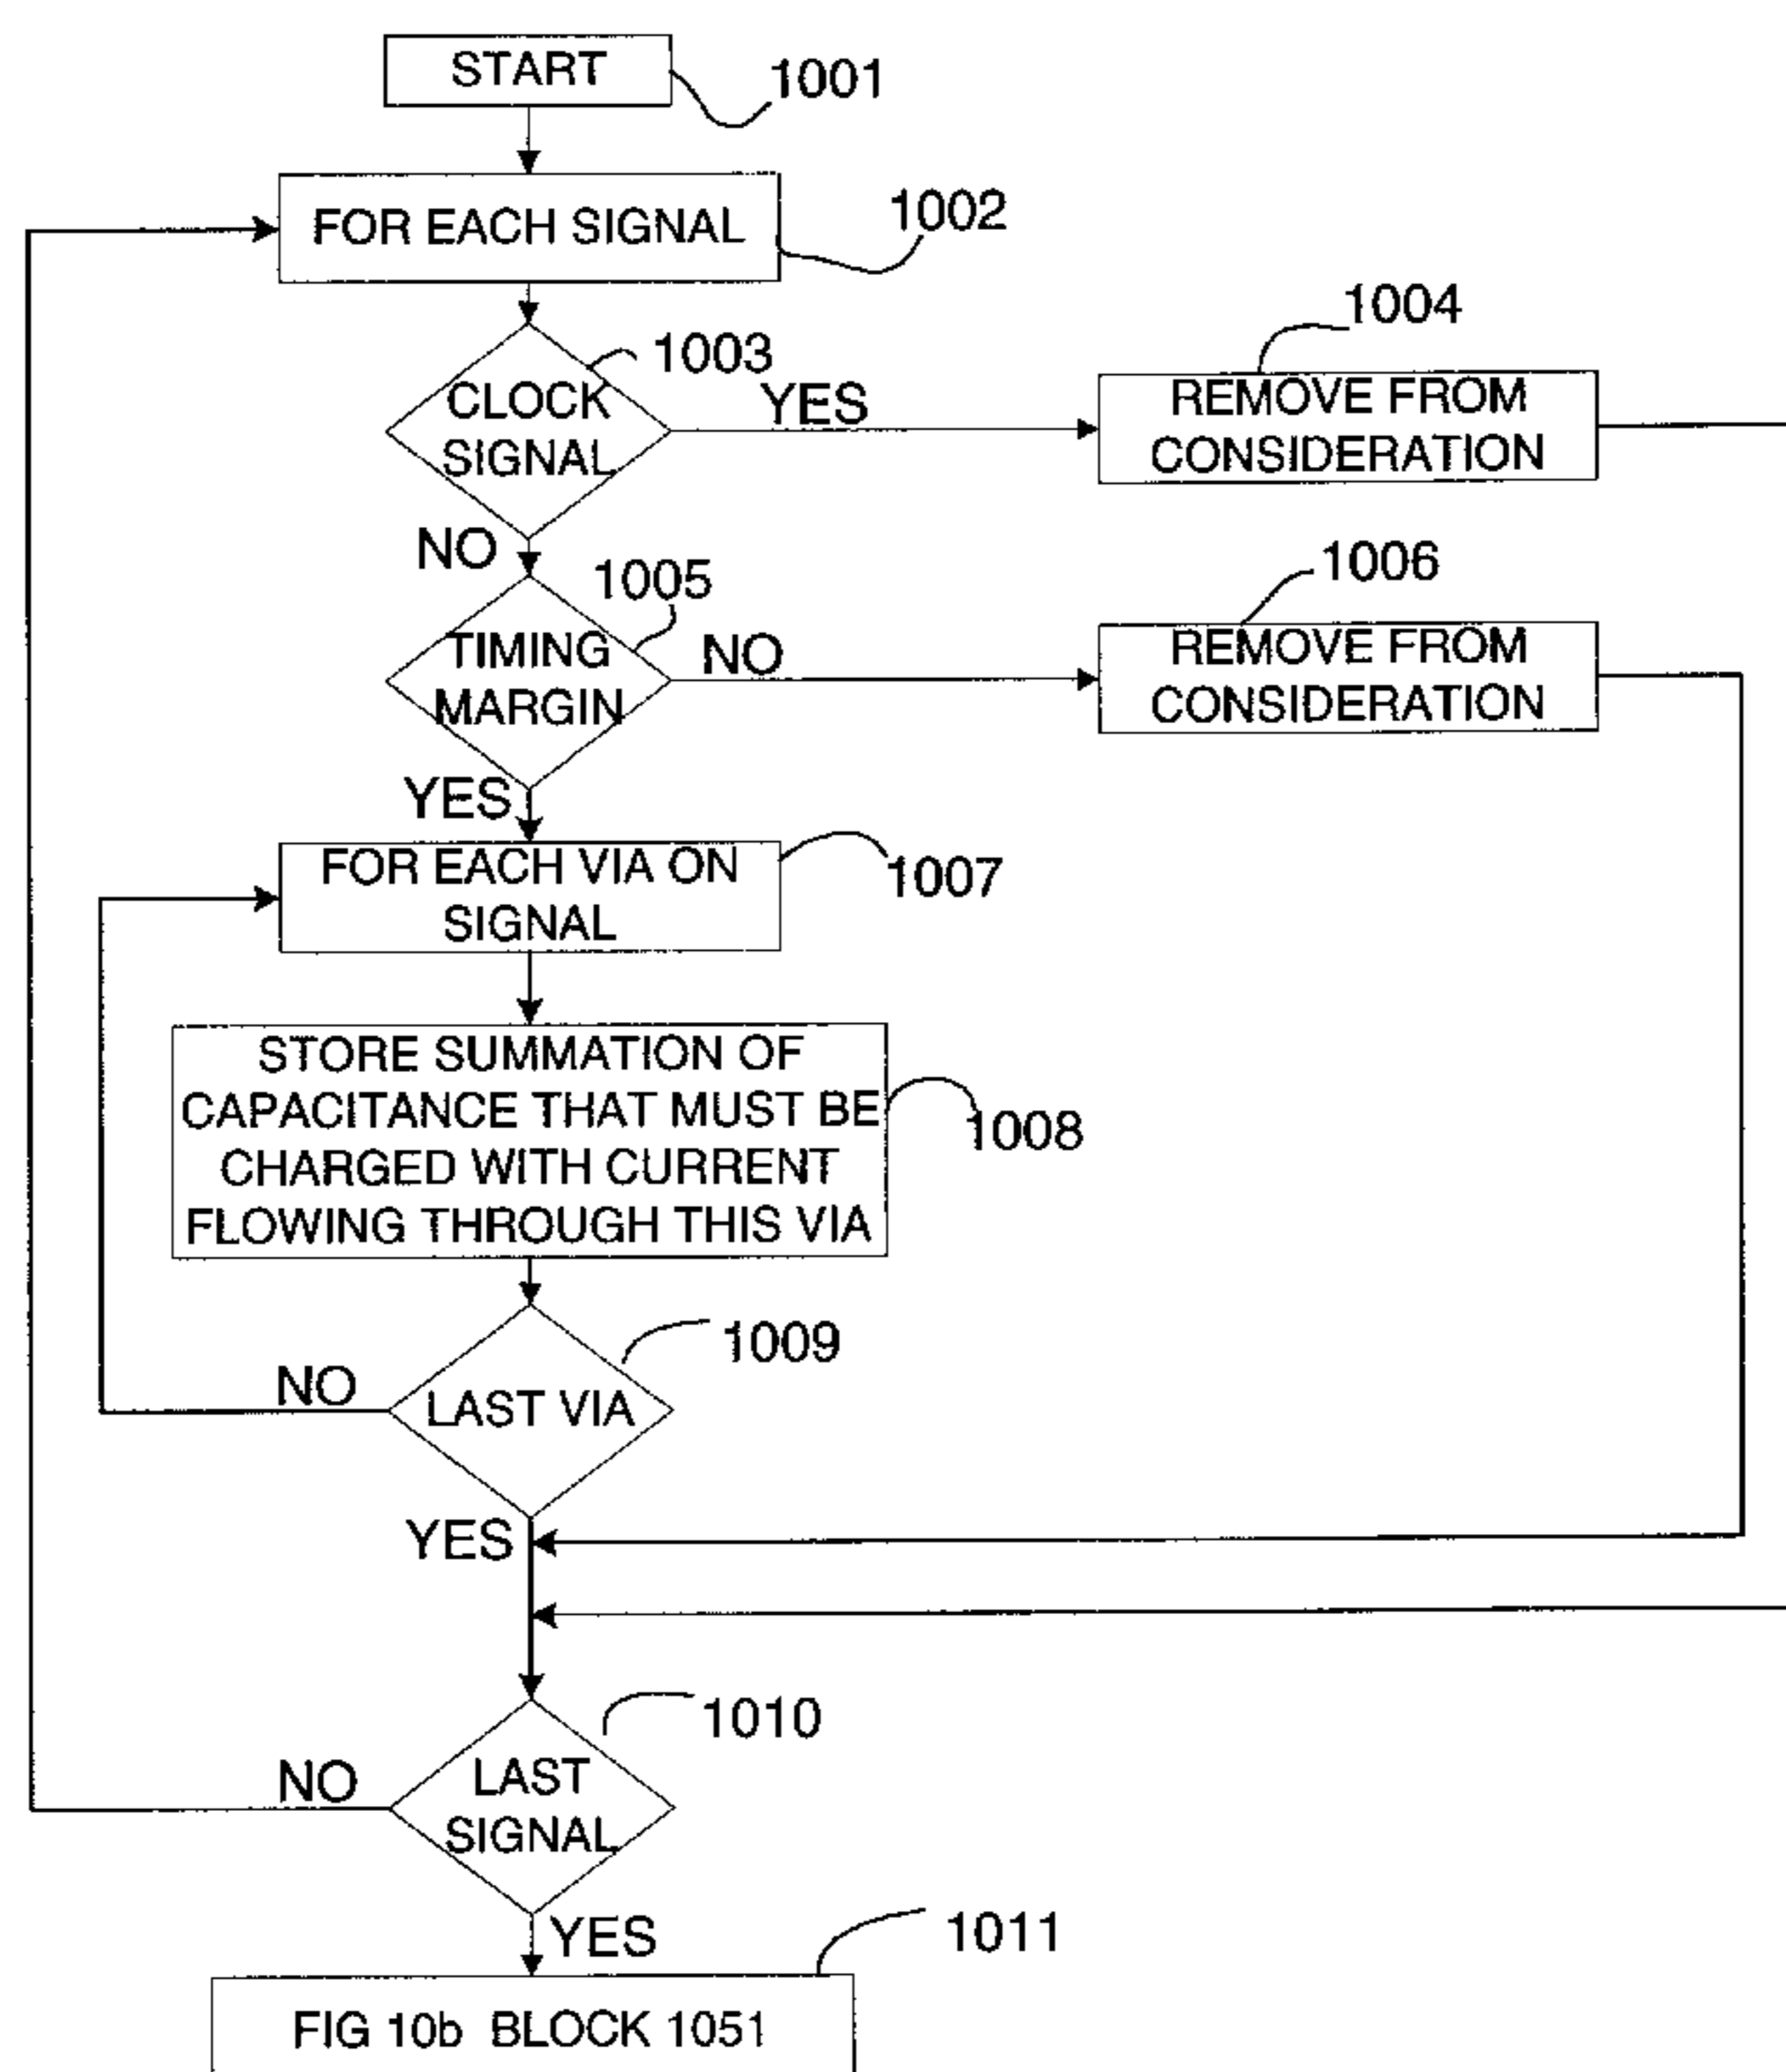 START
1001
FOR EACH SIGNAL
1002
1003
CLOCK
SIGNAL
YES
1004
REMOVE FROM
CONSIDERATION
NO
1005
TIMING
MARGIN
NO
1006
REMOVE FROM
CONSIDERATION
YES
FOR EACH VIA ON
SIGNAL
1007
STORE SUMMATION OF
CAPACITANCE THAT MUST BE
CHARGED WITH CURRENT
FLOWING THROUGH THIS VIA
1008
1009
LAST VIA
NO
YES
1010
LAST
SIGNAL
NO
YES
1011
FIG 10b BLOCK 1051